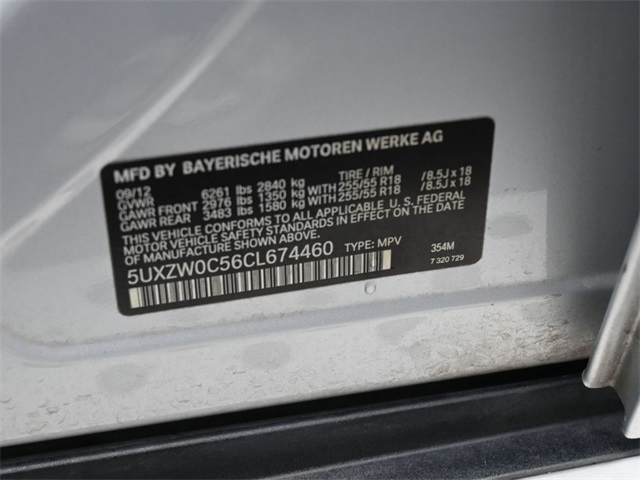 MFD BY BAYERISCHE MOTOREN WERKE AG
09/12 TIRE / RIM
GVWR 6261 lbs 2840 kg
GAWR FRONT 2976 lbs 1350 kg WITH 255/55 R18 /8.5J x 18
GAWR REAR 3483 lbs 1580 kg WITH 255/55 R18 /8.5J x 18
THIS VEHICLE CONFORMS TO ALL APPLICABLE U.S. FEDERAL
MOTOR VEHICLE SAFETY STANDARDS IN EFFECT ON THE DATE
OF MANUFACTURE SHOWN ABOVE.
5UXZW0C56CL674460 TYPE: MPV 354M
7 320 729